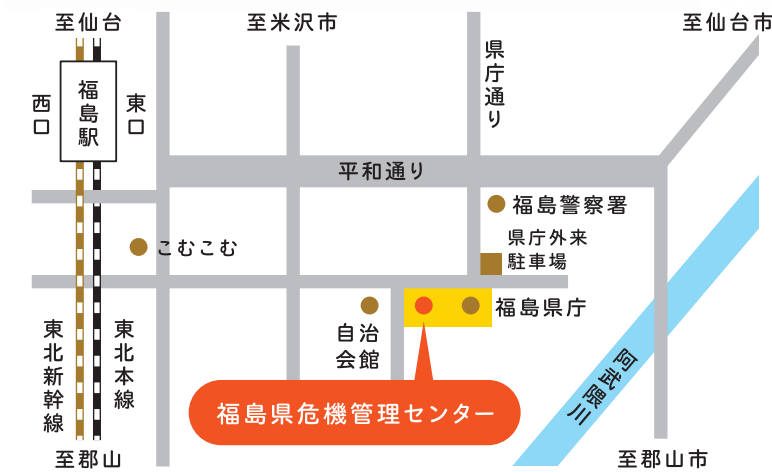 至仙台
至米沢市
至仙台市
県庁通り
福島駅
西口
東口
平和通り
福島警察署
県庁外来
駐車場
こむこむ
福島県庁
自治
会館
東北新幹線
東北本線
阿武隈川
福島県危機管理センター
至郡山
至郡山市